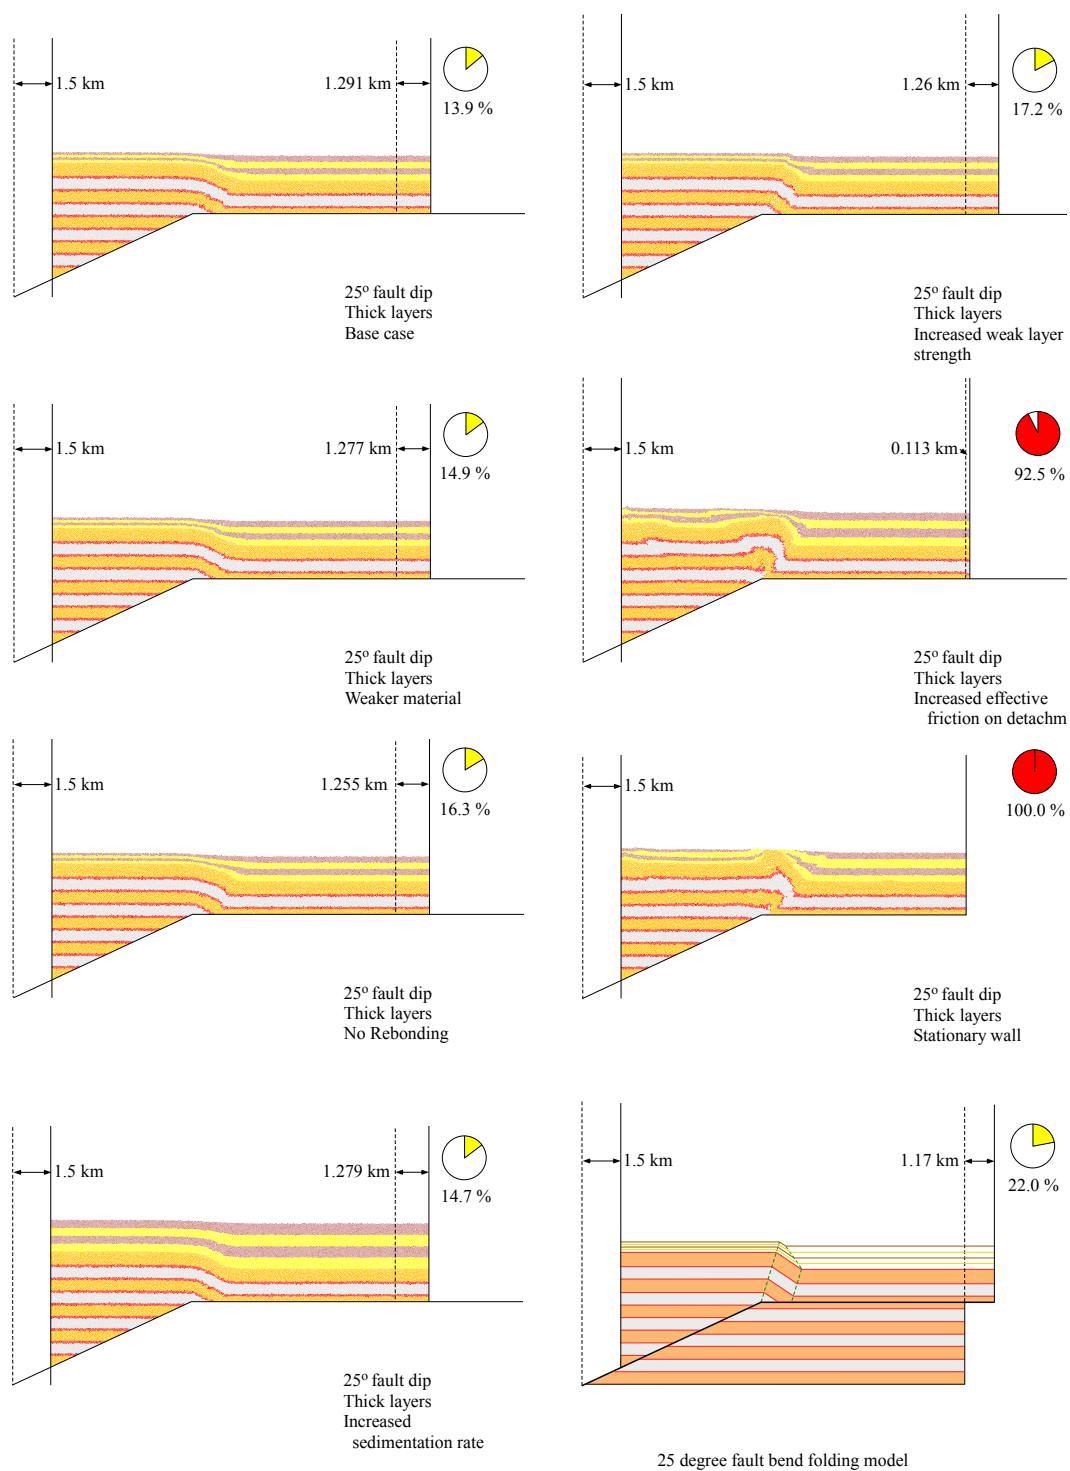 1.5 km
1.291 km
13.9 %
25º fault dip
Thick layers
Base case
1.5 km
1.26 km
17.2 %
25º fault dip
Thick layers
Increased weak layer
strength
1.5 km
1.277 km
14.9 %
25º fault dip
Thick layers
Weaker material
1.5 km
0.113 km
92.5 %
25º fault dip
Thick layers
Increased effective
friction on detachm
1.5 km
1.255 km
16.3 %
25º fault dip
Thick layers
No Rebonding
1.5 km
100.0 %
25º fault dip
Thick layers
Stationary wall
1.5 km
1.279 km
14.7 %
25º fault dip
Thick layers
Increased
sedimentation rate
1.5 km
1.17 km
22.0 %
25 degree fault bend folding model